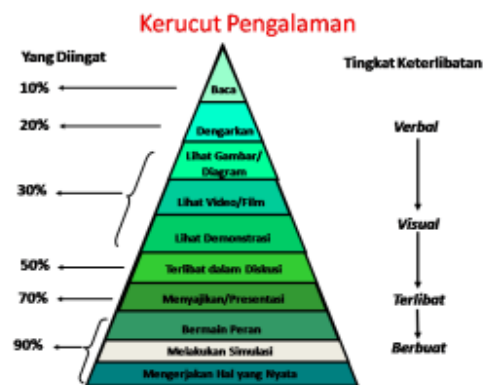 Kerucut Pengalaman
Yang Diingat
Tingkat Keterlibatan
10%
Baca
20%
Dengarkan
Verbal
Lihat Gambar/
Diagram
30%
Lihat Video/Film
Visual
Lihat Demonstrasi
50%
Terlibat dalam Diskusi
70%
Menyajikan/Presentasi
Terlibat
Bermain Peran
90%
Melakukan Simulasi
Berbuat
Mengerjakan Hal yang Nyata